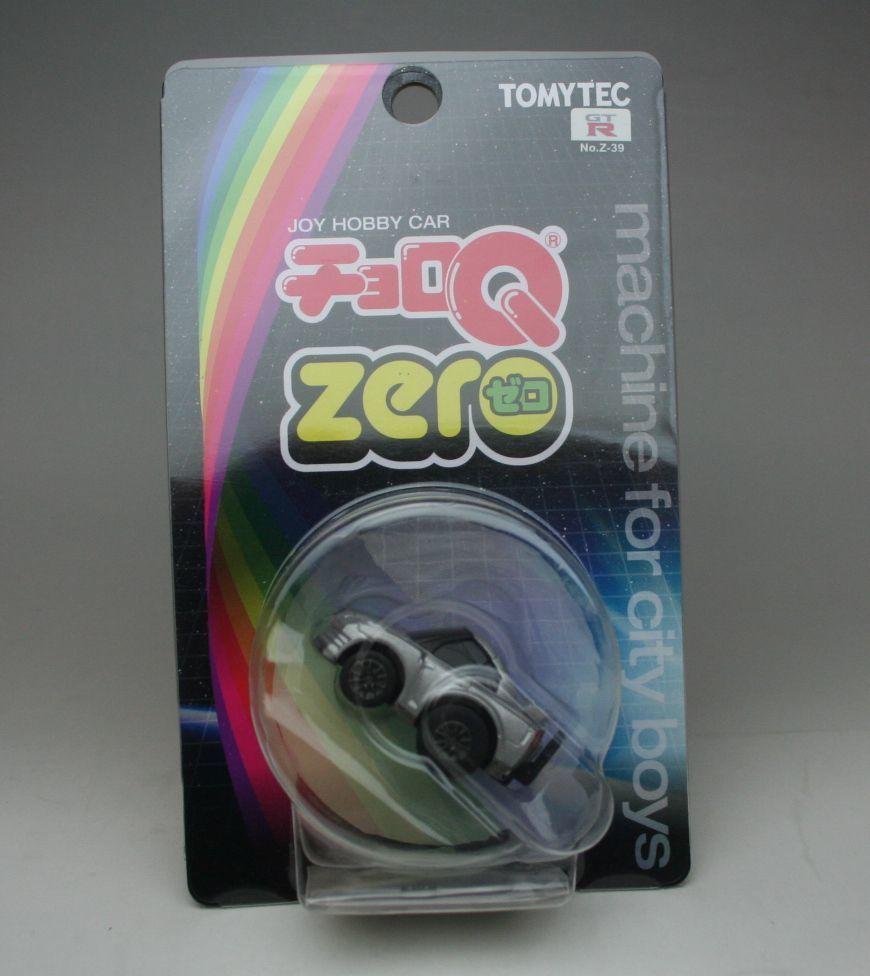 TOMYTEC
GT
R
No.Z-39
JOY HOBBY CAR
チョロQ®
zero
ゼロ
machine for city boys